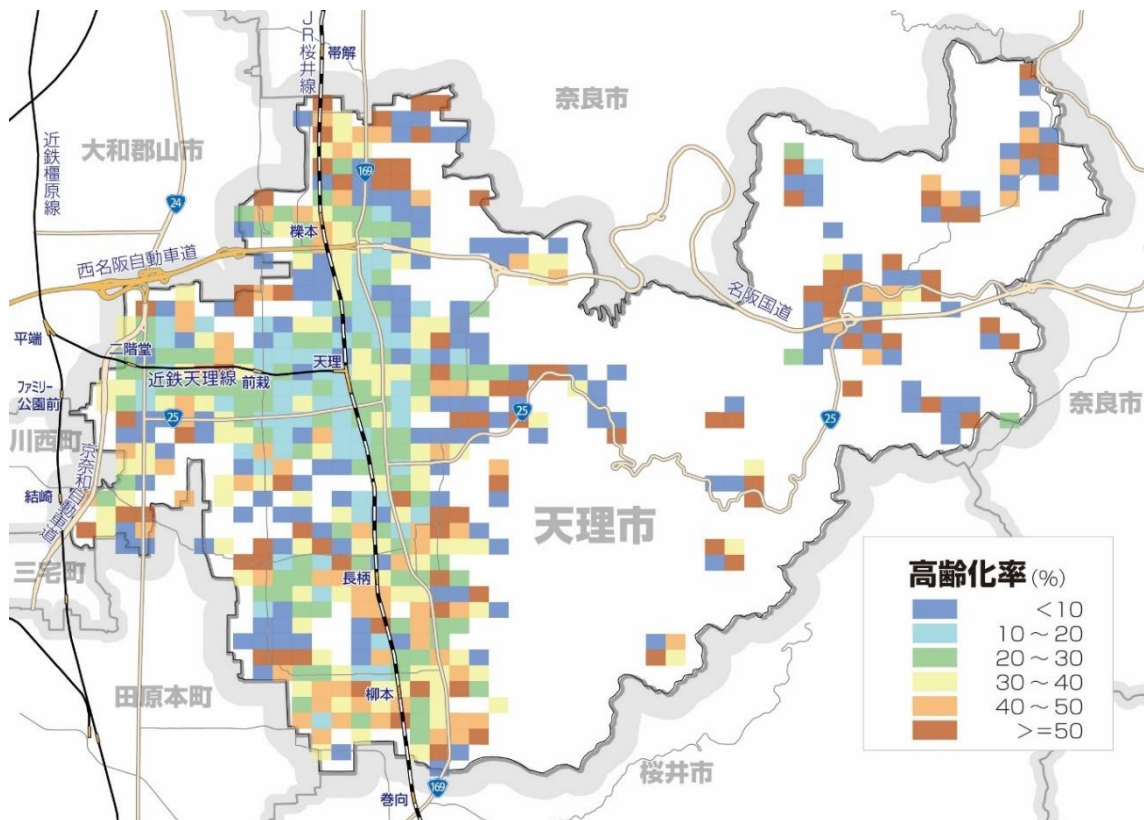 JR桜井線
帯解
奈良市
大和郡山市
近鉄橿原線
169
24
櫟本
西名阪自動車道
名阪国道
平端
二階堂
天理
近鉄天理線
前栽
ファミリー
公園前
25
25
25
奈良市
川西町
京奈和自動車道
結崎
天理市
三宅町
長柄
高齢化率(%)
<10
10～20
20～30
30～40
40～50
>=50
田原本町
柳本
桜井市
169
巻向